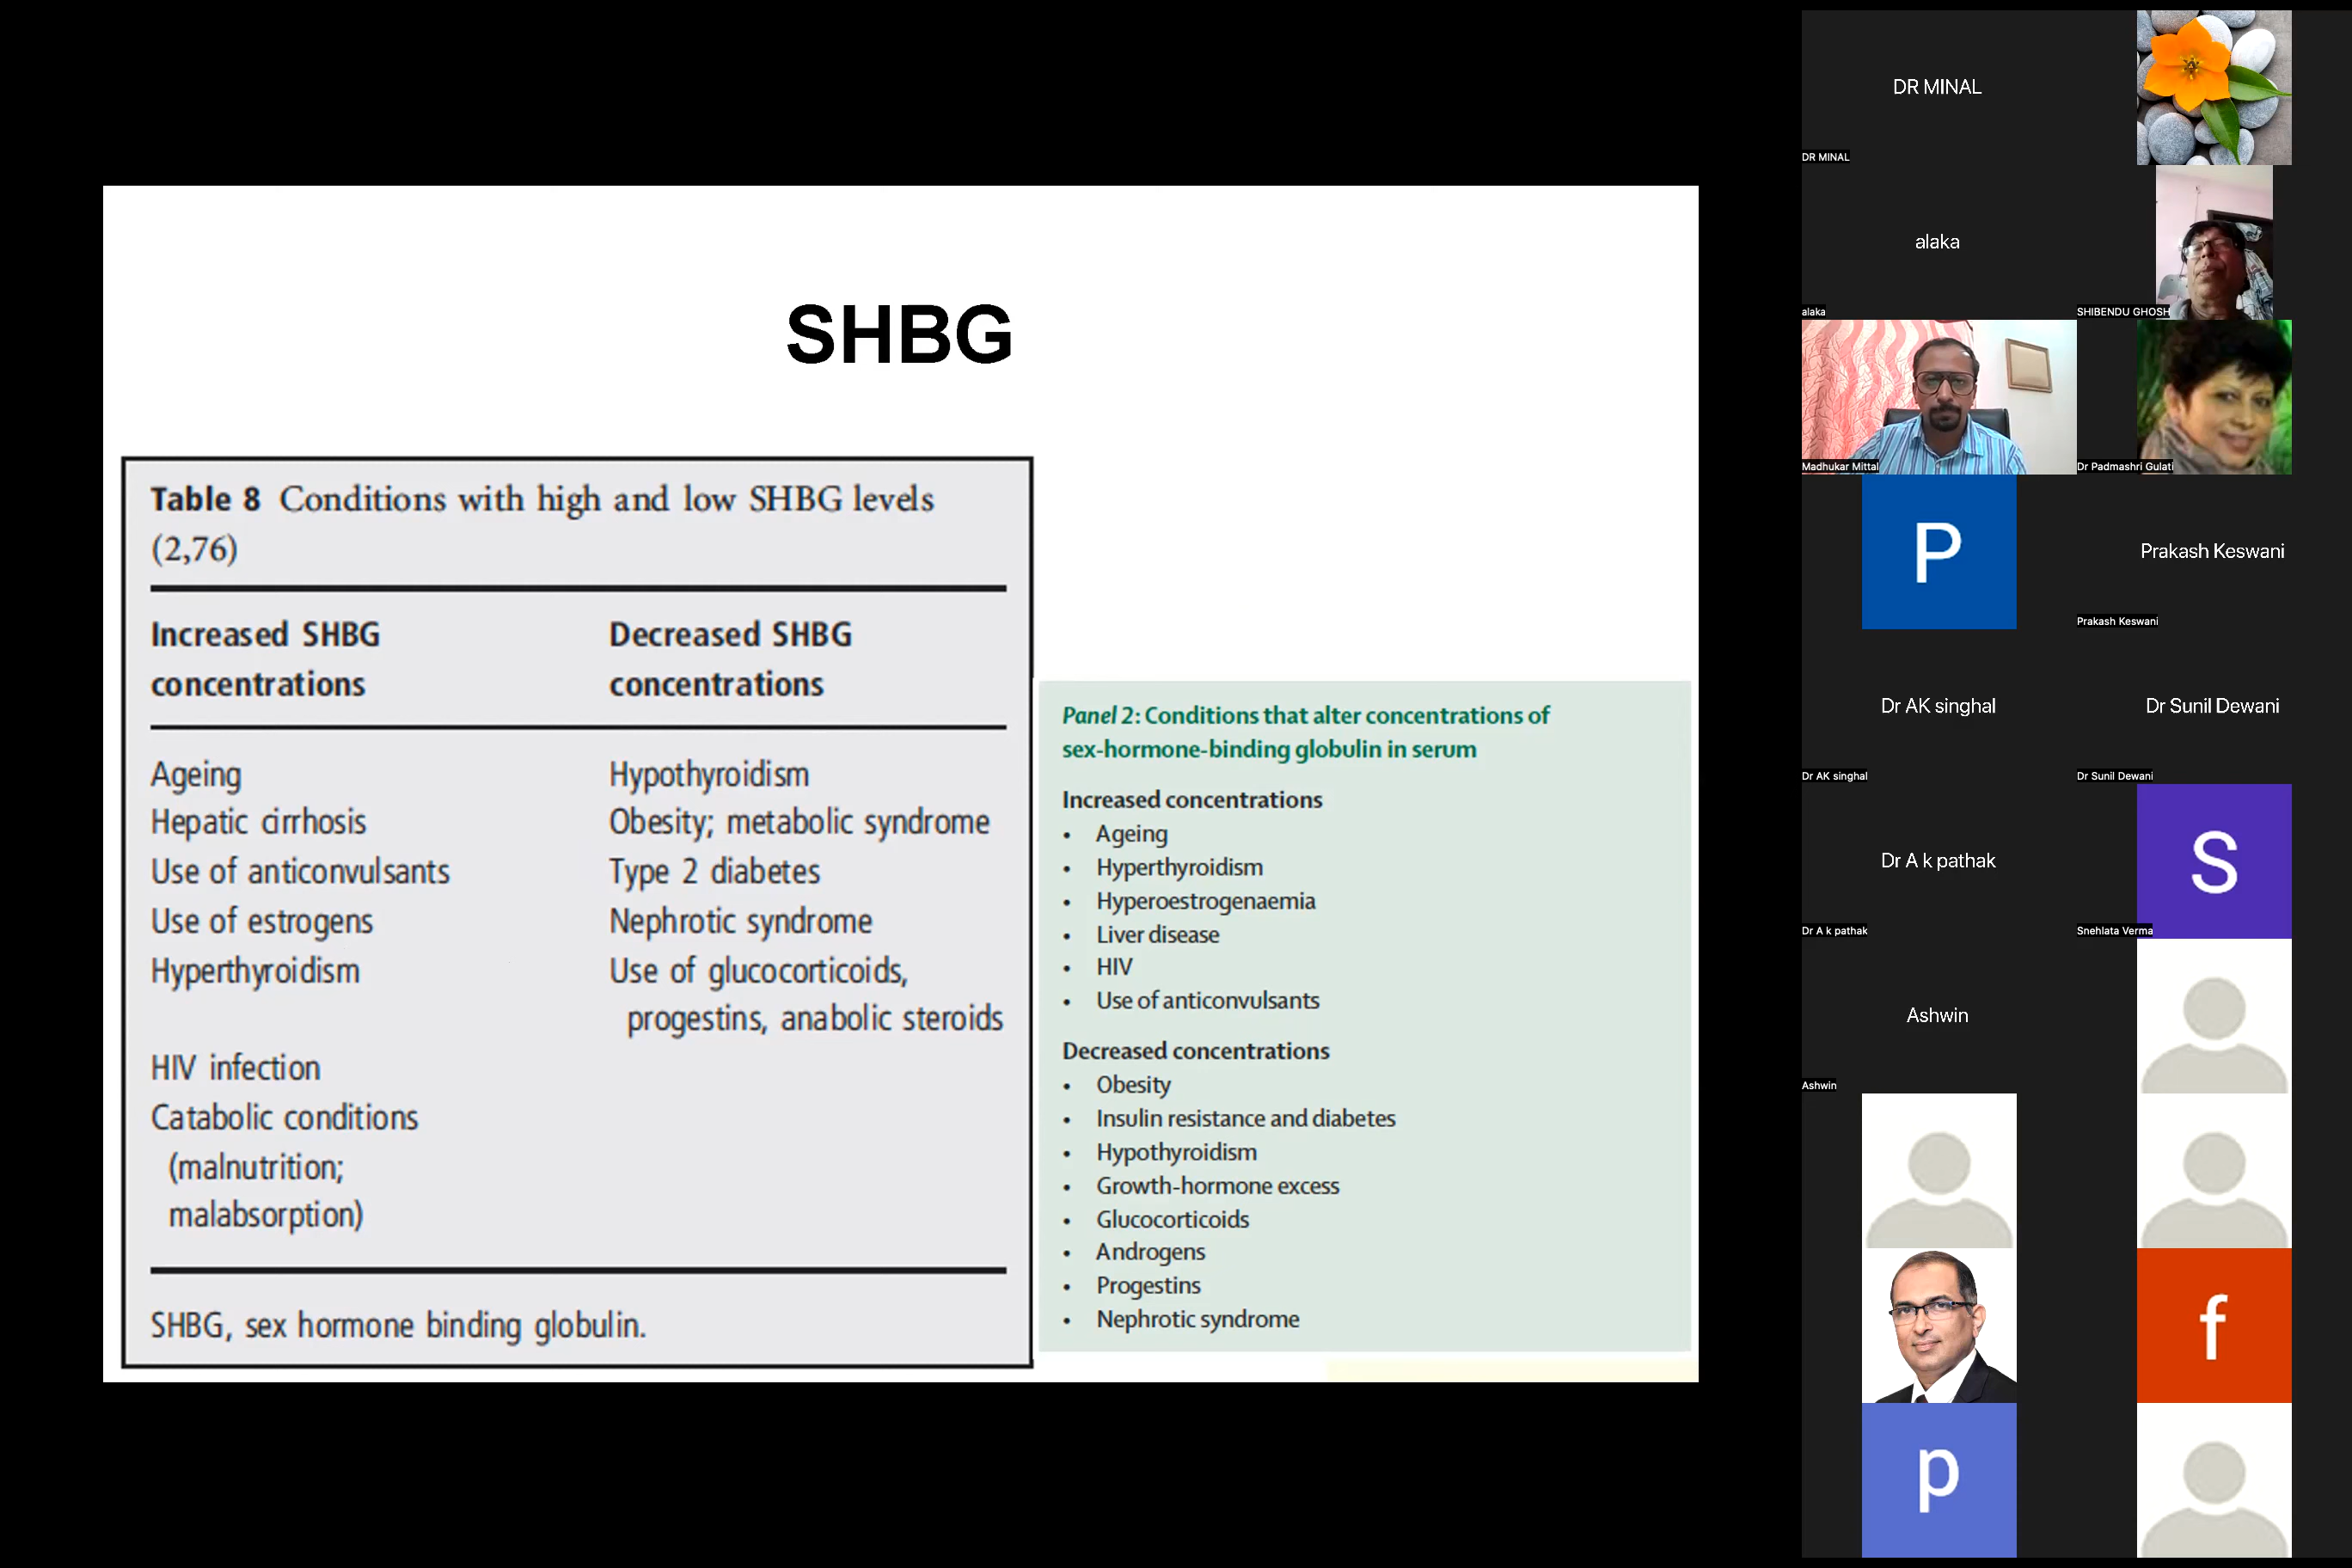 SHBG
Table 8 Conditions with high and low SHBG levels
(2,76)
Increased SHBG
concentrations
Decreased SHBG
concentrations
Ageing
Hepatic cirrhosis
Use of anticonvulsants
Use of estrogens
Hyperthyroidism
HIV infection
Catabolic conditions
(malnutrition;
malabsorption)
Hypothyroidism
Obesity; metabolic syndrome
Type 2 diabetes
Nephrotic syndrome
Use of glucocorticoids,
progestins, anabolic steroids
SHBG, sex hormone binding globulin.
Panel 2: Conditions that alter concentrations of
sex-hormone-binding globulin in serum
Increased concentrations
• Ageing
• Hyperthyroidism
• Hyperoestrogenaemia
• Liver disease
• HIV
• Use of anticonvulsants
Decreased concentrations
• Obesity
• Insulin resistance and diabetes
• Hypothyroidism
• Growth-hormone excess
• Glucocorticoids
• Androgens
• Progestins
• Nephrotic syndrome
DR MINAL
DR MINAL
alaka
alaka
SHIBENDU GHOSH
Madhukar Mittal
Dr Padmashri Gulati
P
Prakash Keswani
Prakash Keswani
Dr AK singhal
Dr AK singhal
Dr Sunil Dewani
Dr Sunil Dewani
Dr A k pathak
Dr A k pathak
S
Snehlata Verma
Ashwin
Ashwin
f
p